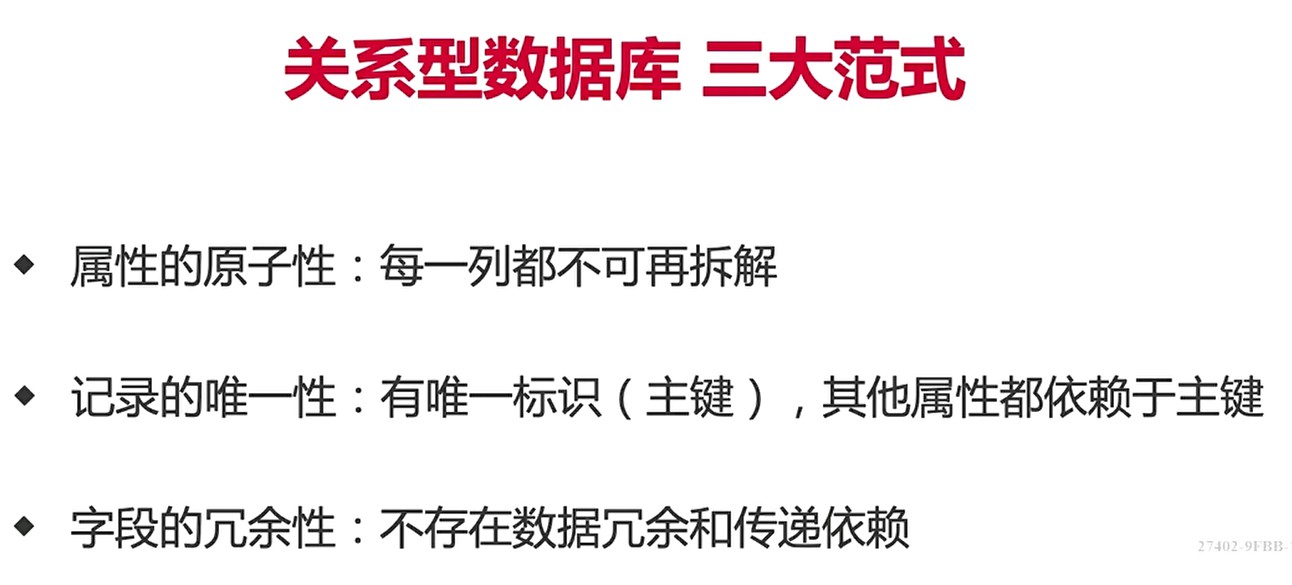 关系型数据库 三大范式
◆ 属性的原子性：每一列都不可再拆解
◆ 记录的唯一性：有唯一标识（主键），其他属性都依赖于主键
◆ 字段的冗余性：不存在数据冗余和传递依赖
27402-9FBB-